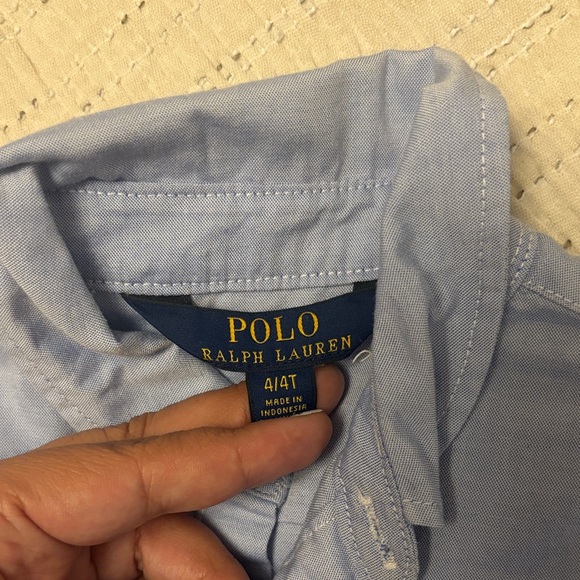 POLO
RALPH LAUREN
4/4T
MADE IN
INDONESIA